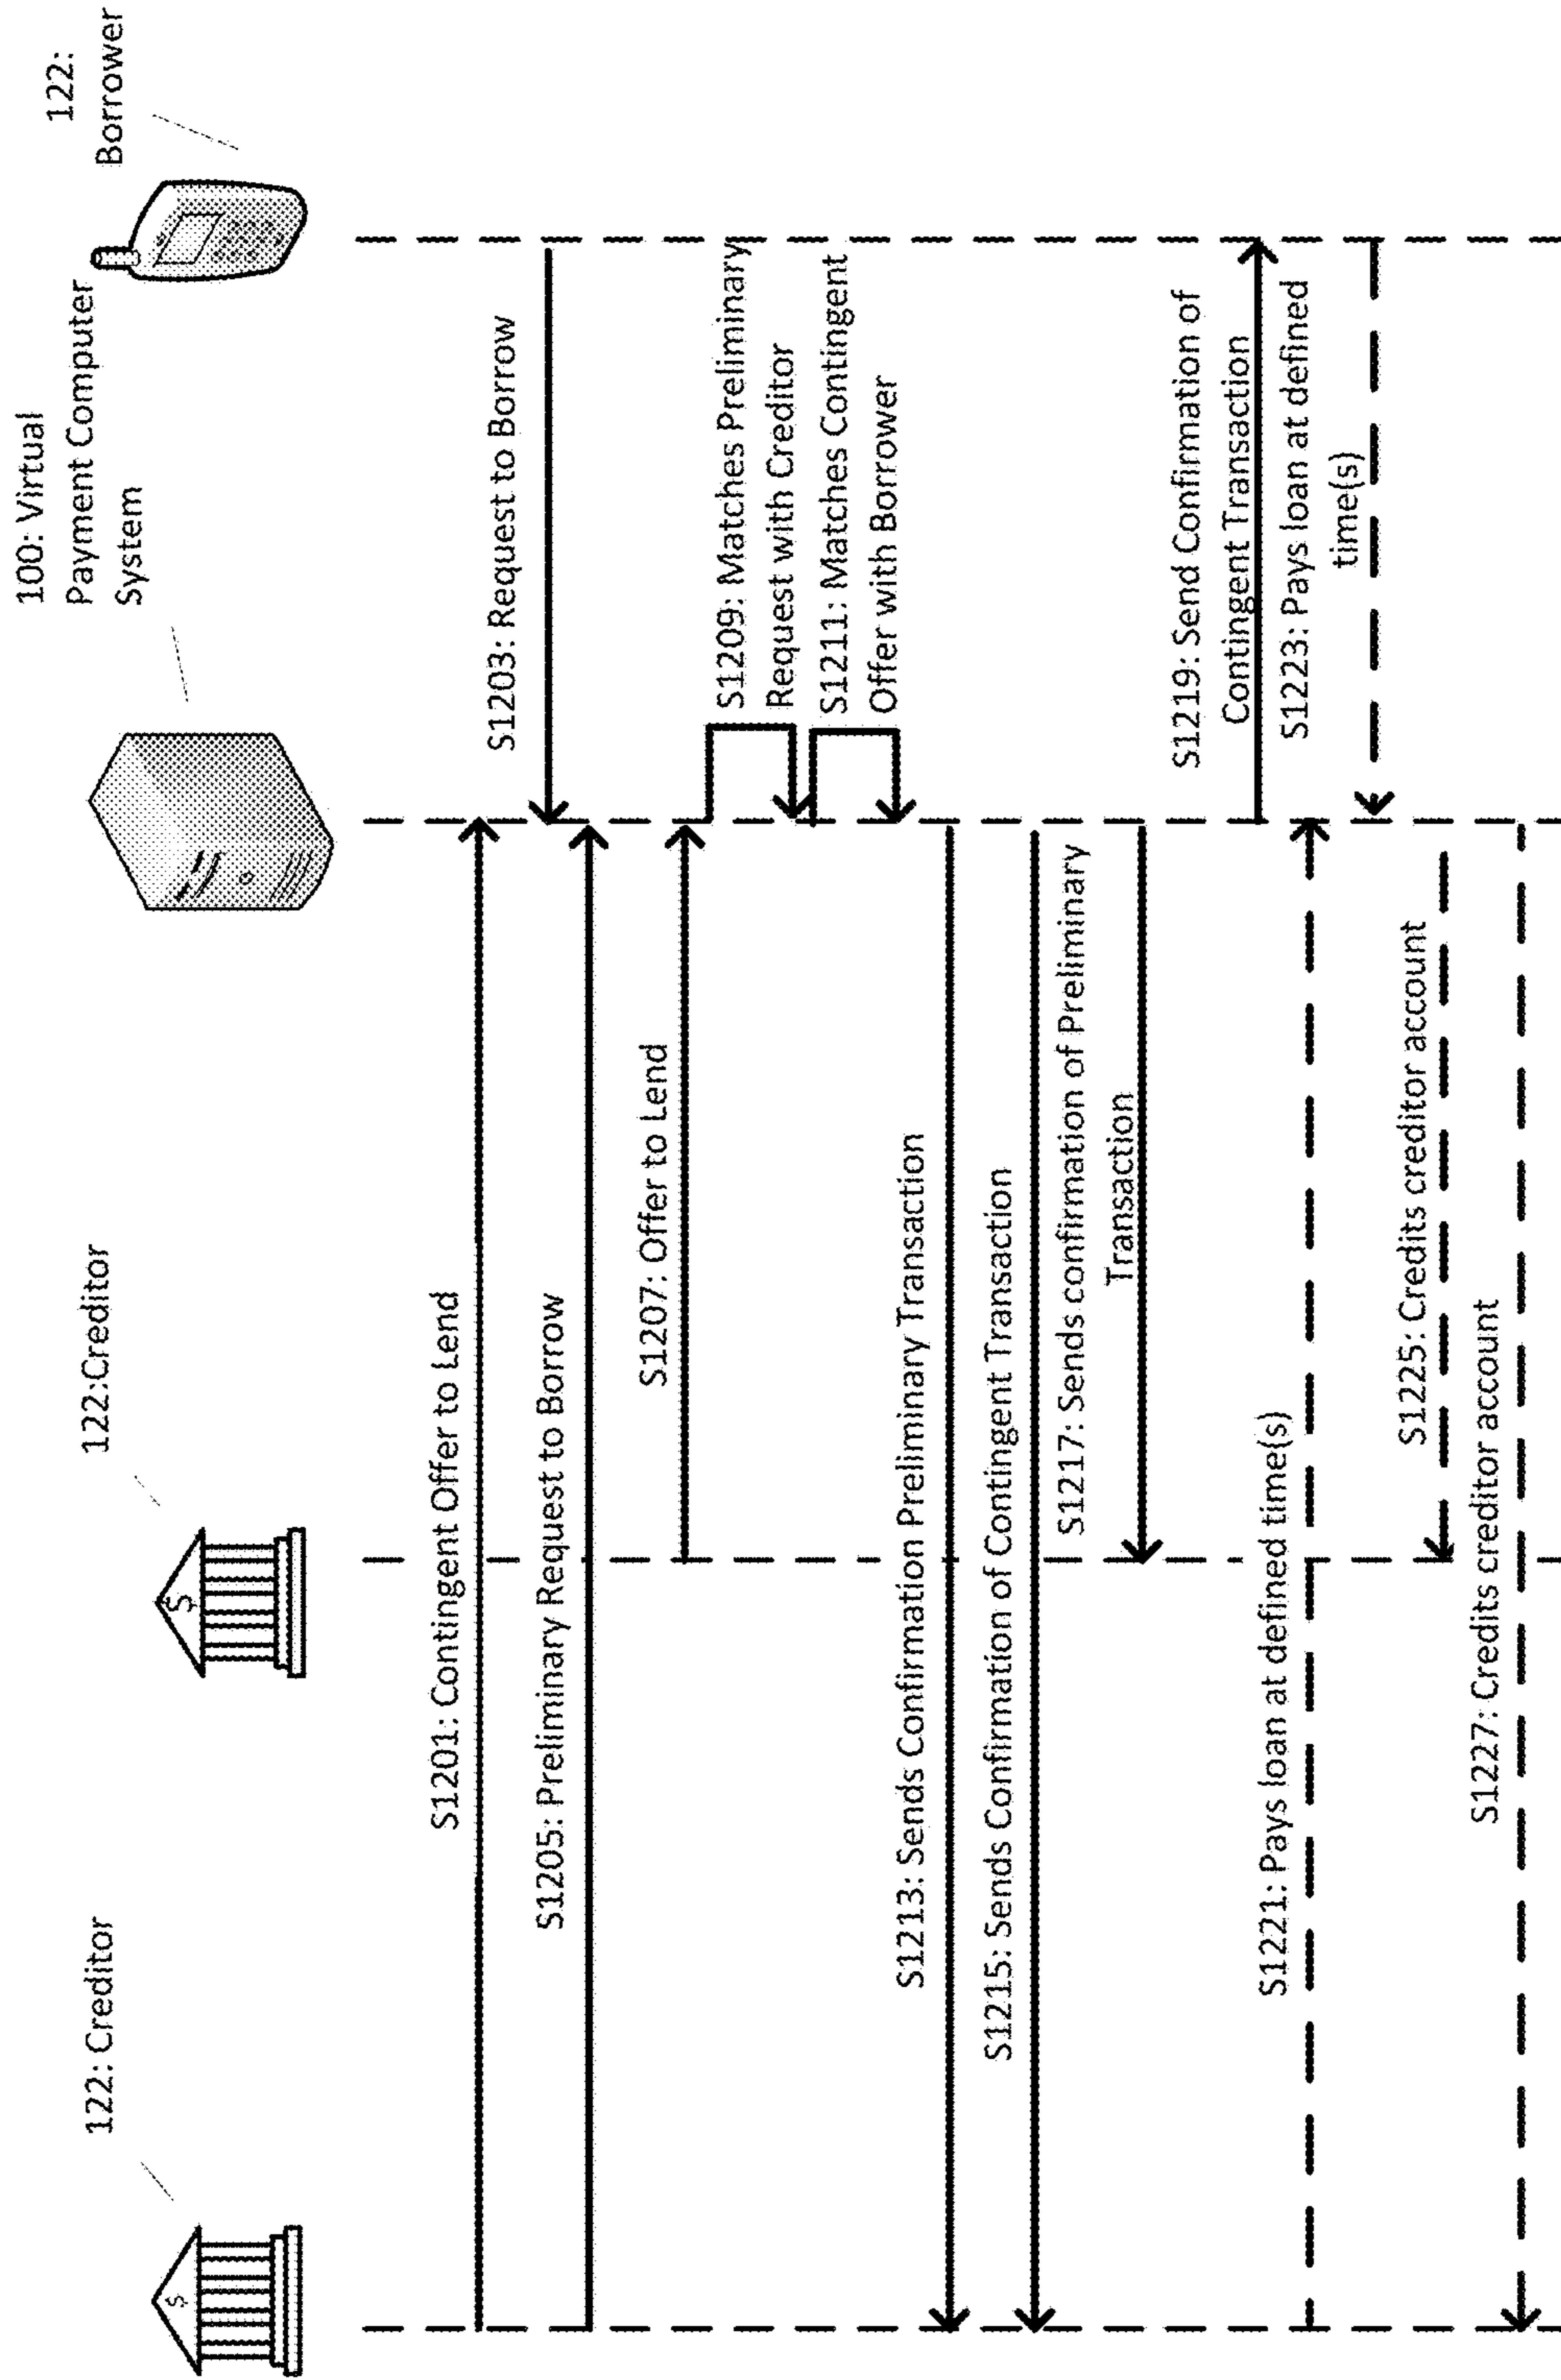 122: Creditor
122:Creditor
100: Virtual
Payment Computer
System
122:
Borrower
S1201: Contingent Offer to Lend
S1203: Request to Borrow
S1205: Preliminary Request to Borrow
S1207: Offer to Lend
S1209: Matches Preliminary
Request with Creditor
S1211: Matches Contingent
Offer with Borrower
S1213: Sends Confirmation Preliminary Transaction
S1215: Sends Confirmation of Contingent Transaction
S1217: Sends confirmation of Preliminary
Transaction
S1219: Send Confirmation of
Contingent Transaction
S1221: Pays loan at defined time(s)
S1223: Pays loan at defined
time(s)
S1225: Credits creditor account
S1227: Credits creditor account
$
$